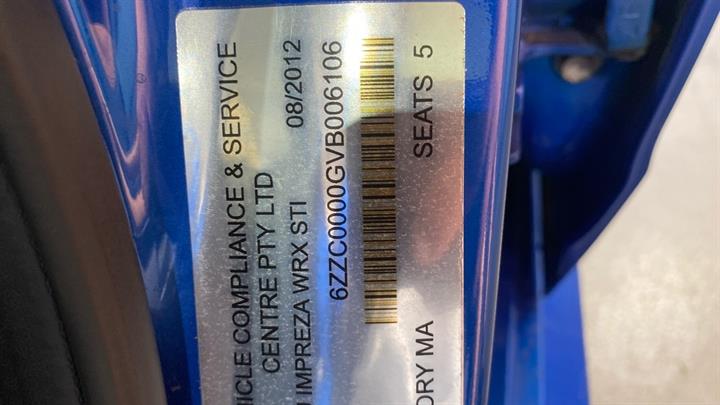 ICLE COMPLIANCE & SERVICE
CENTRE PTY LTD
IMPREZA WRX STI 08/2012
6ZZC0000GVB006106
ORY MA SEATS 5